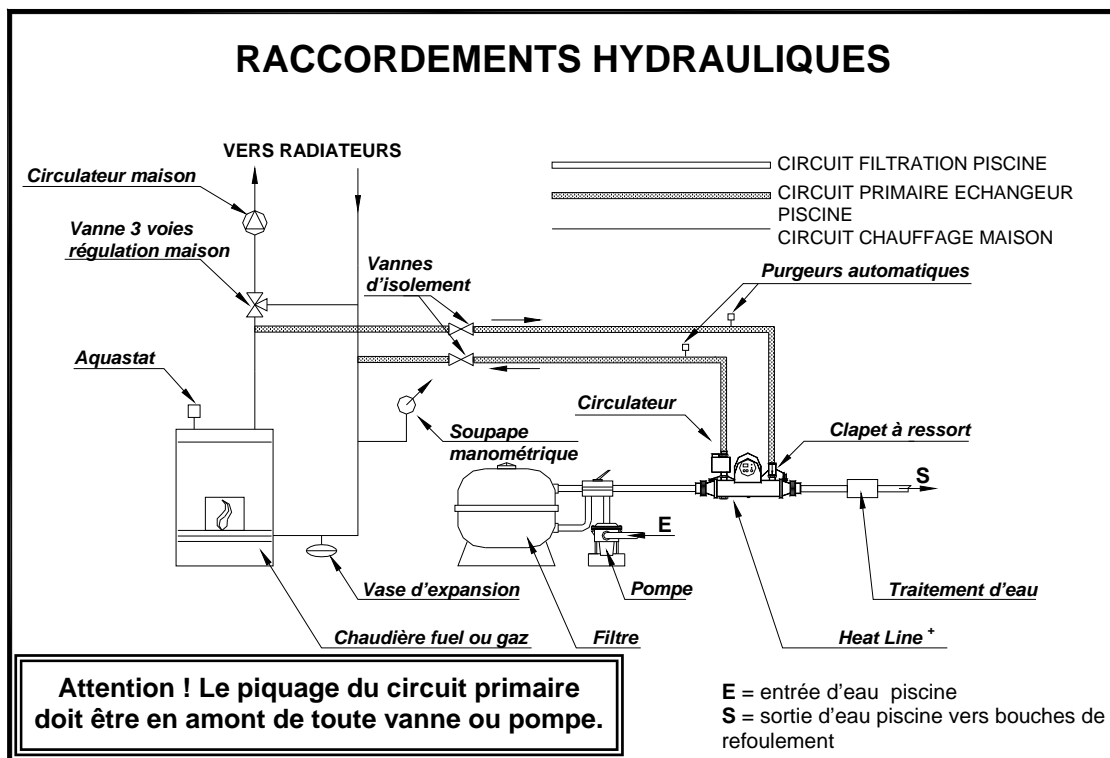 RACCORDEMENTS HYDRAULIQUES
VERS RADIATEURS
Circulateur maison
Vanne 3 voies
régulation maison
CIRCUIT FILTRATION PISCINE
CIRCUIT PRIMAIRE ECHANGEUR
PISCINE
CIRCUIT CHAUFFAGE MAISON
Vannes
d'isolement
Purgeurs automatiques
Aquastat
Circulateur
Soupape
manométrique
Clapet à ressort
S
E
Vase d'expansion
Pompe
Traitement d'eau
Chaudière fuel ou gaz
Filtre
Heat Line +
Attention ! Le piquage du circuit primaire
doit être en amont de toute vanne ou pompe.
E = entrée d'eau piscine
S = sortie d'eau piscine vers bouches de
refoulement